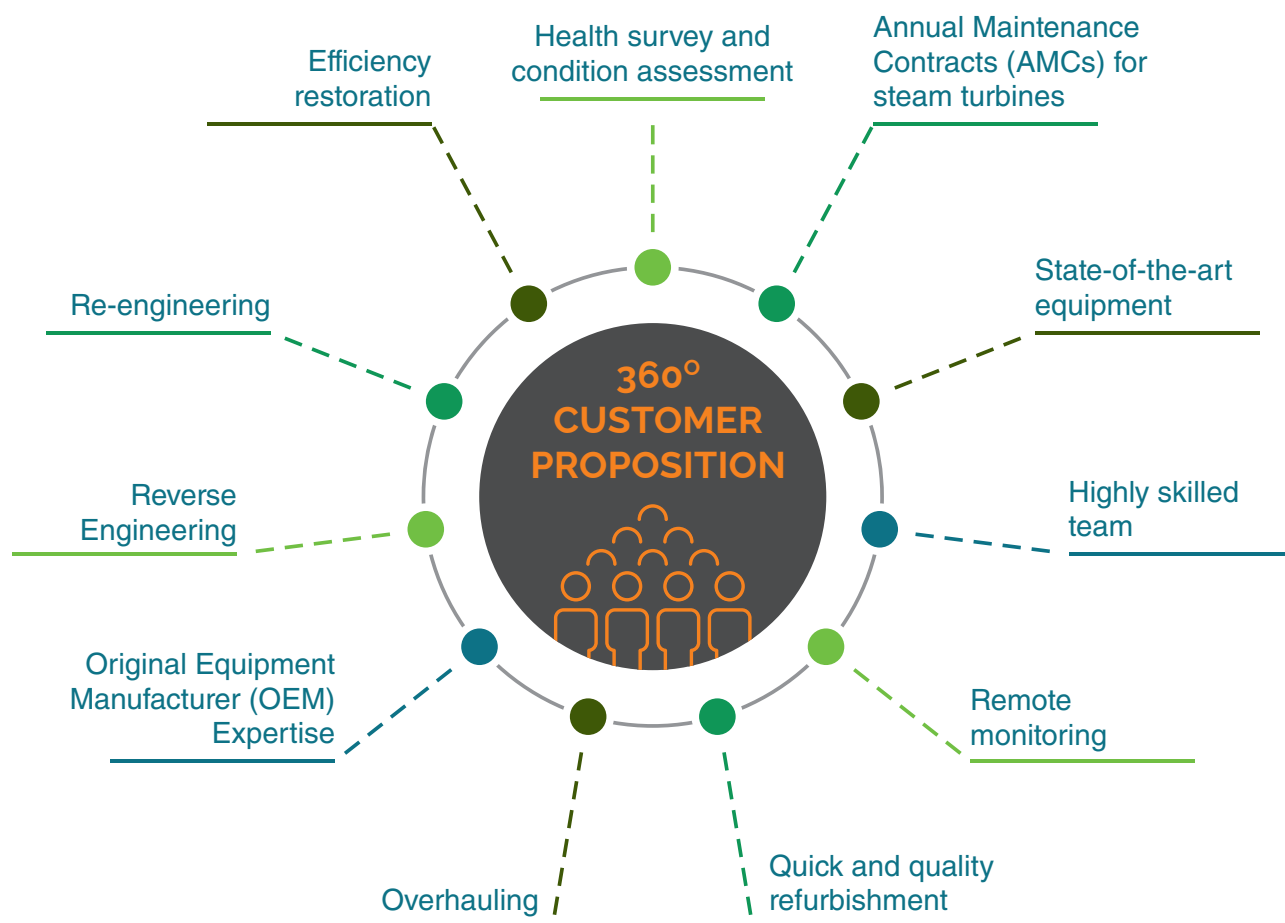 Health survey and
condition assessment
Annual Maintenance
Contracts (AMCs) for
steam turbines
State-of-the-art
equipment
Highly skilled
team
Remote
monitoring
Quick and quality
refurbishment
Overhauling
Original Equipment
Manufacturer (OEM)
Expertise
Reverse
Engineering
Re-engineering
Efficiency
restoration
360°
CUSTOMER
PROPOSITION